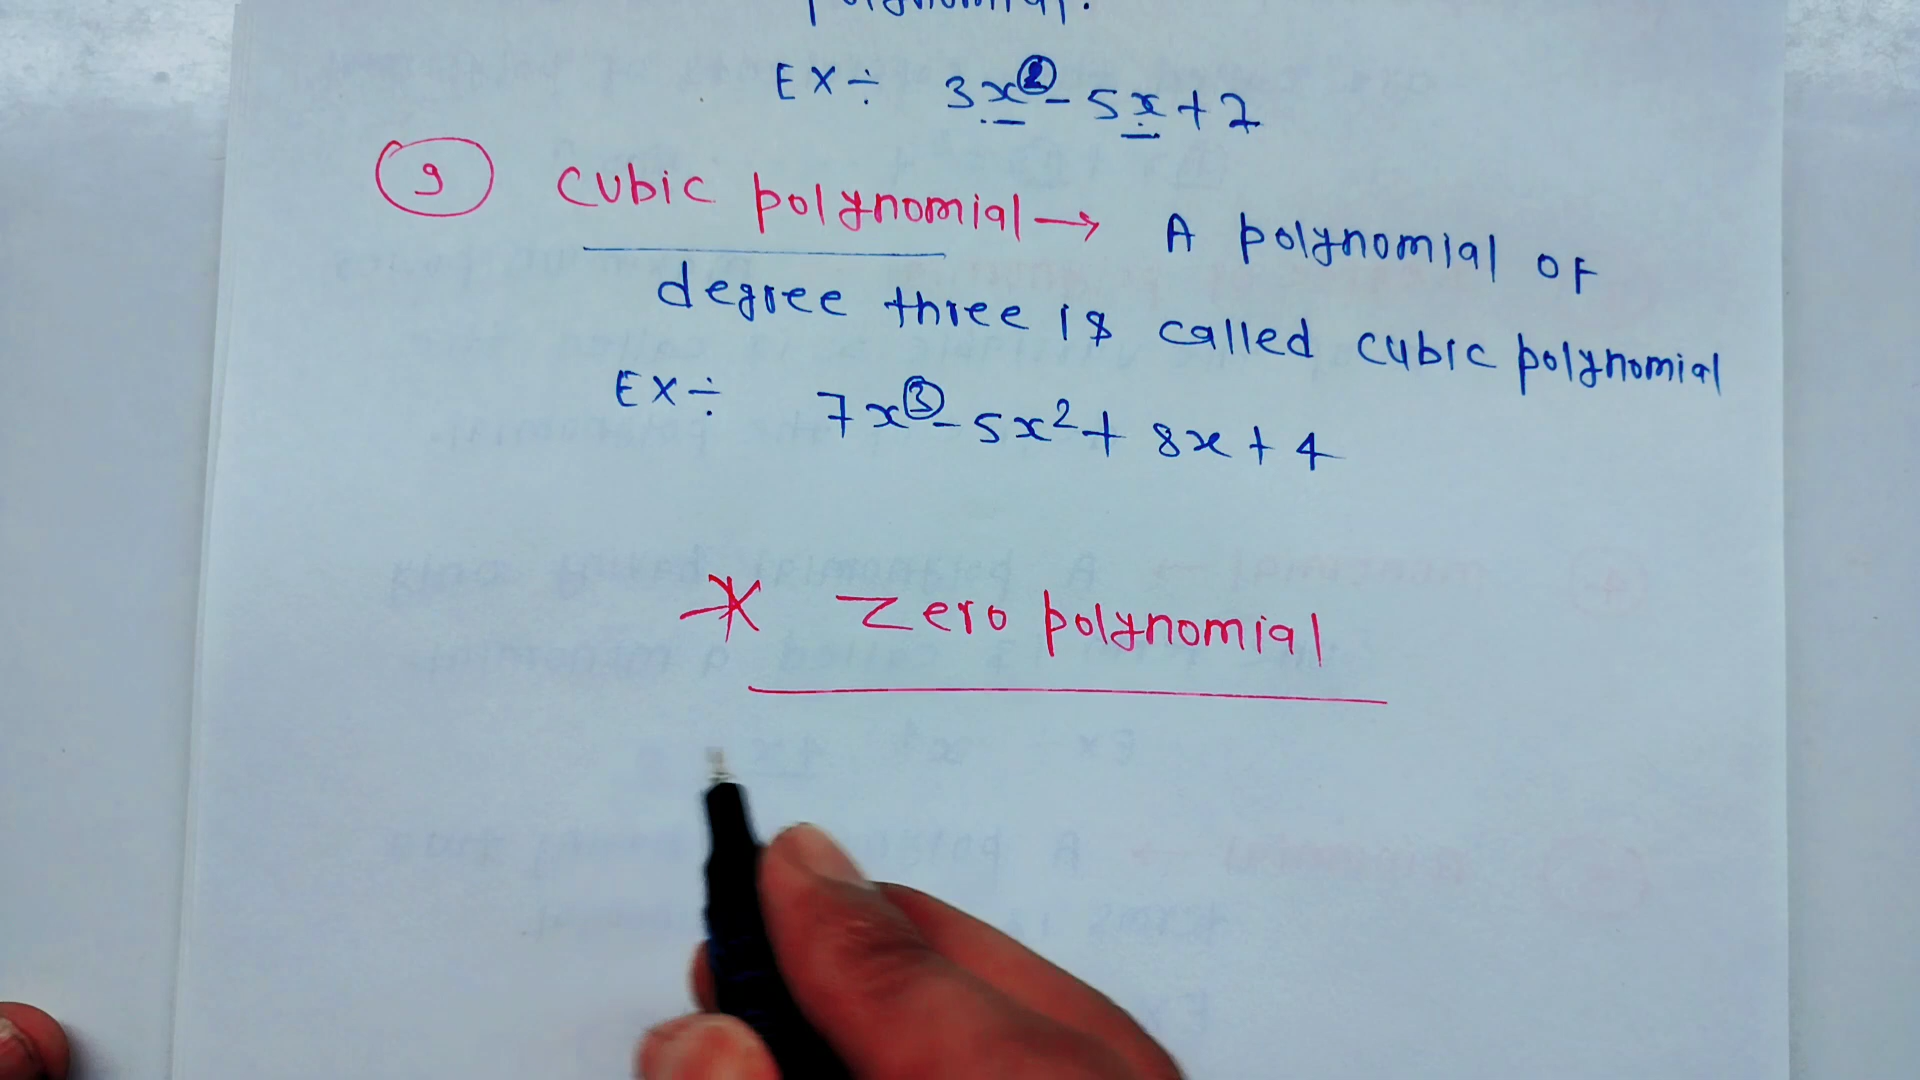 polynomial.
EX ÷ 3x² - 5x + 7
9 cubic polynomial → A polynomial of
degree three is called cubic polynomial
EX ÷ 7x³ - 5x² + 8x + 4
* Zero polynomial